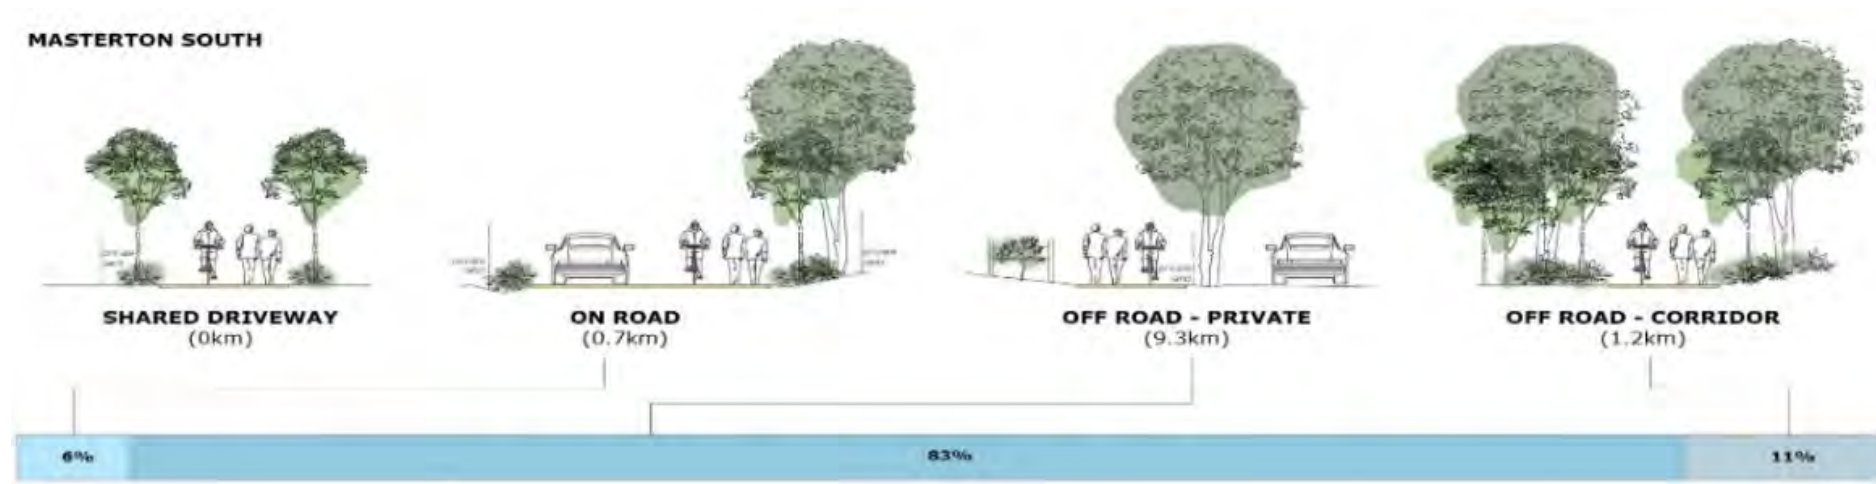 MASTERTON SOUTH
SHARED DRIVEWAY
(0km)
ON ROAD
(0.7km)
OFF ROAD - PRIVATE
(9.3km)
OFF ROAD - CORRIDOR
(1.2km)
6%
83%
11%